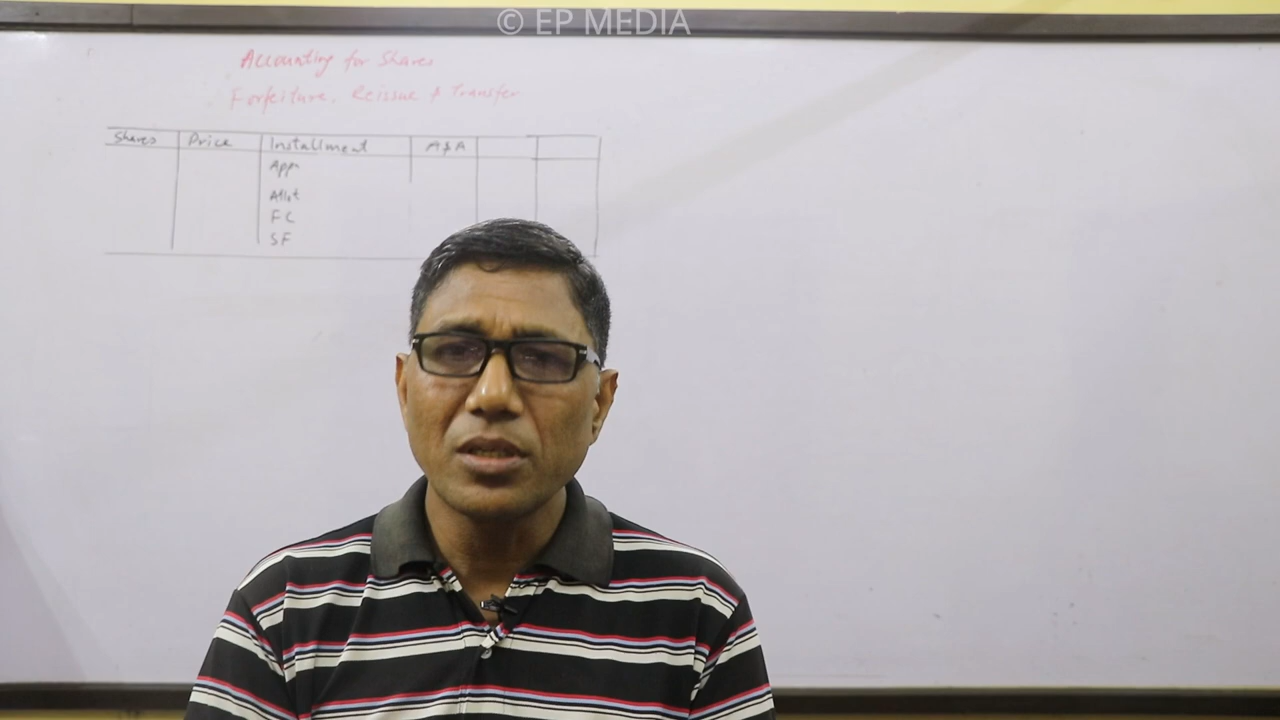 © EP MEDIA
Accounting for Shares
Forfeiture, Reissue & Transfer
Shares Price Installment A&A
App
Allot
FC
SF